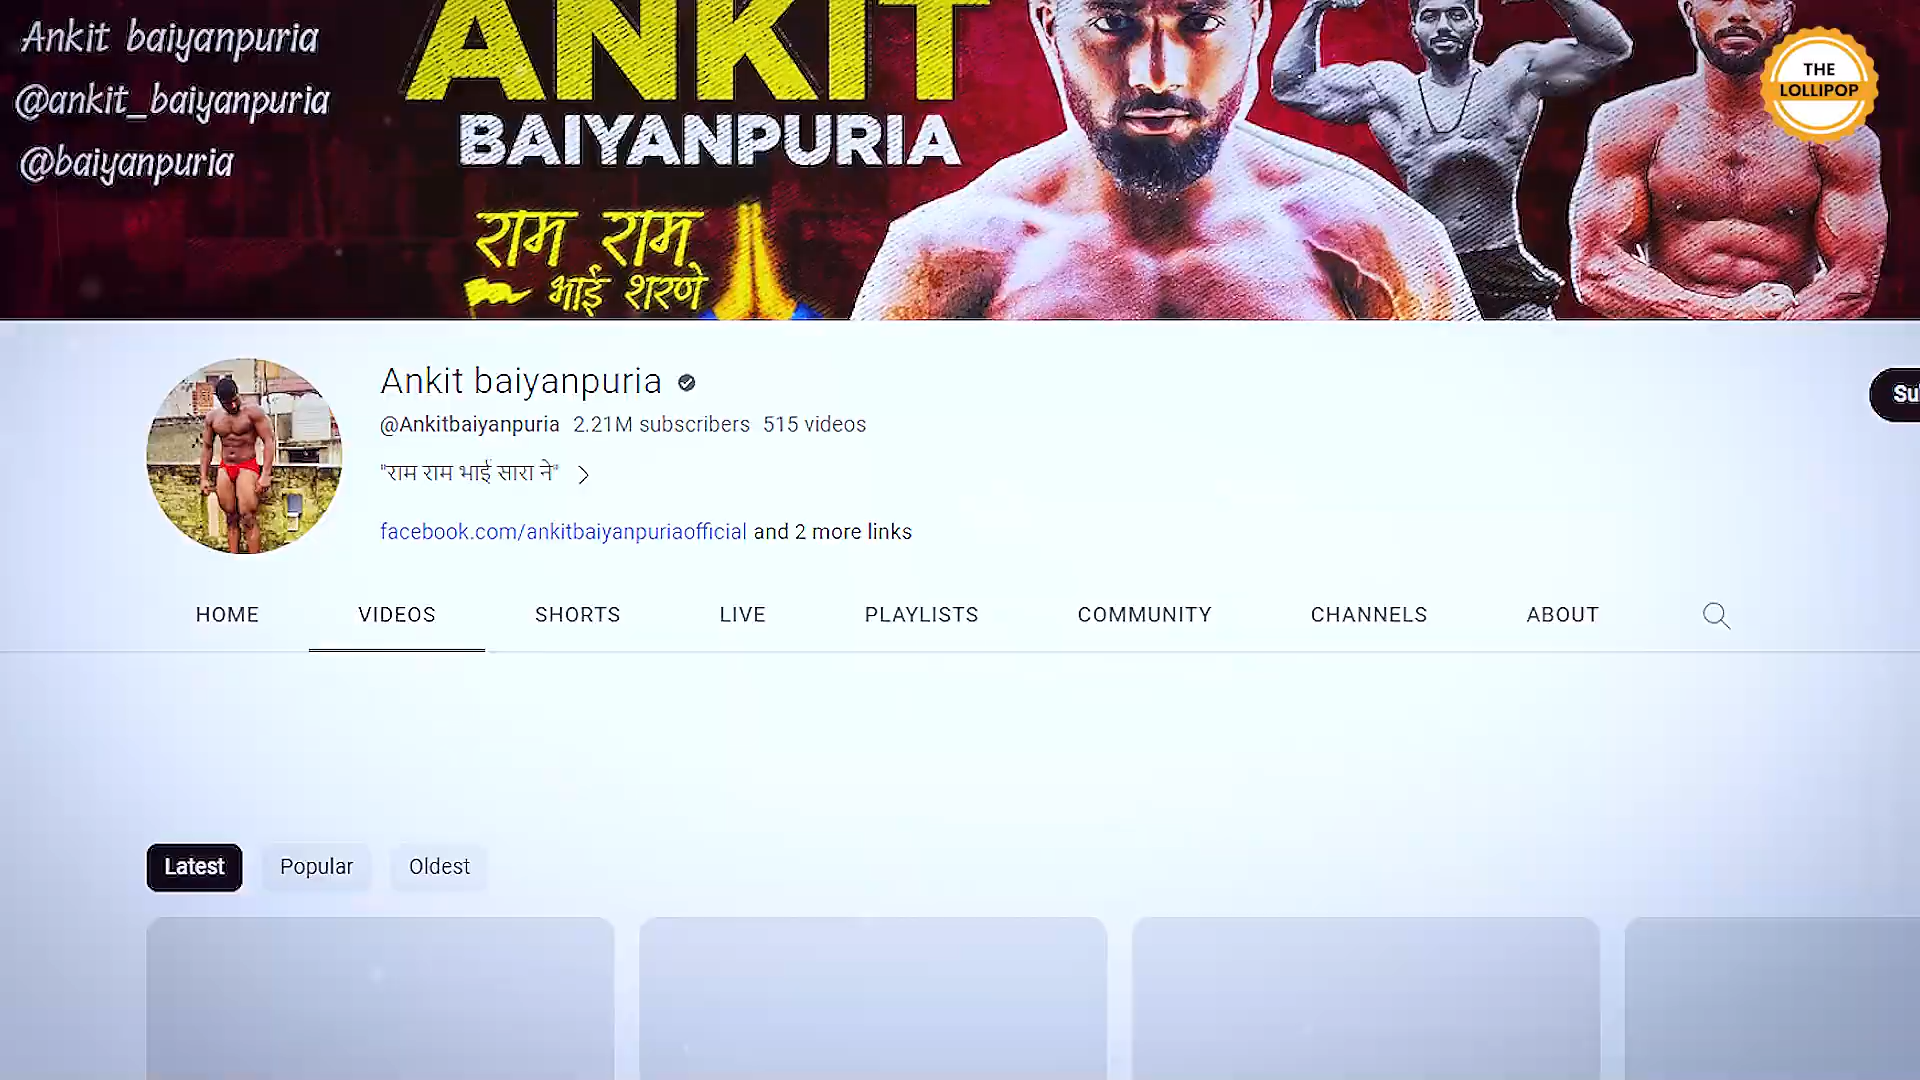 Ankit baiyanpuria
@ankit_baiyanpuria
@baiyanpuria
ANKIT
BAIYANPURIA
राम राम
भाई शरणे
THE
LOLLIPOP
Ankit baiyanpuria
@Ankitbaiyanpuria 2.21M subscribers 515 videos
"राम राम भाई सारा ने"
facebook.com/ankitbaiyanpuriaofficial and 2 more links
HOME VIDEOS SHORTS LIVE PLAYLISTS COMMUNITY CHANNELS ABOUT
Latest Popular Oldest